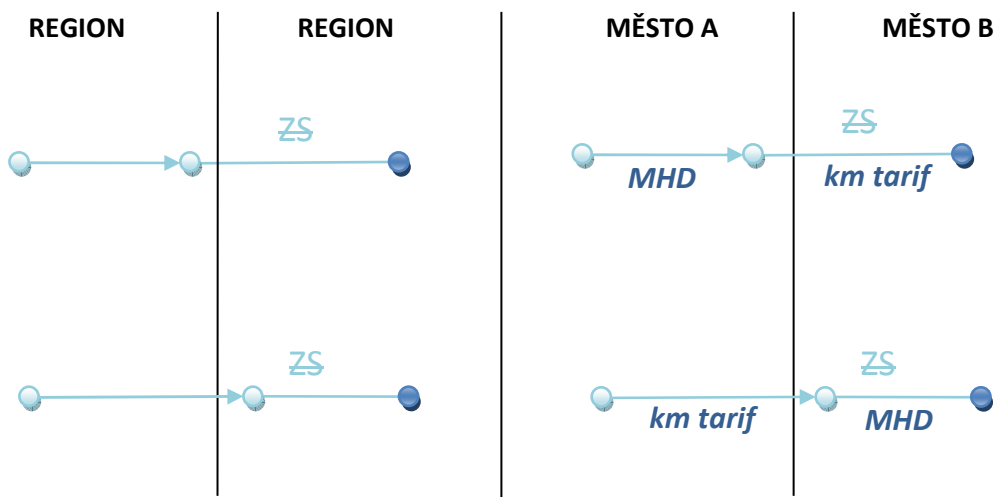 REGION REGION MĚSTO A MĚSTO B
ZS ZS
MHD km tarif
ZS ZS
km tarif MHD